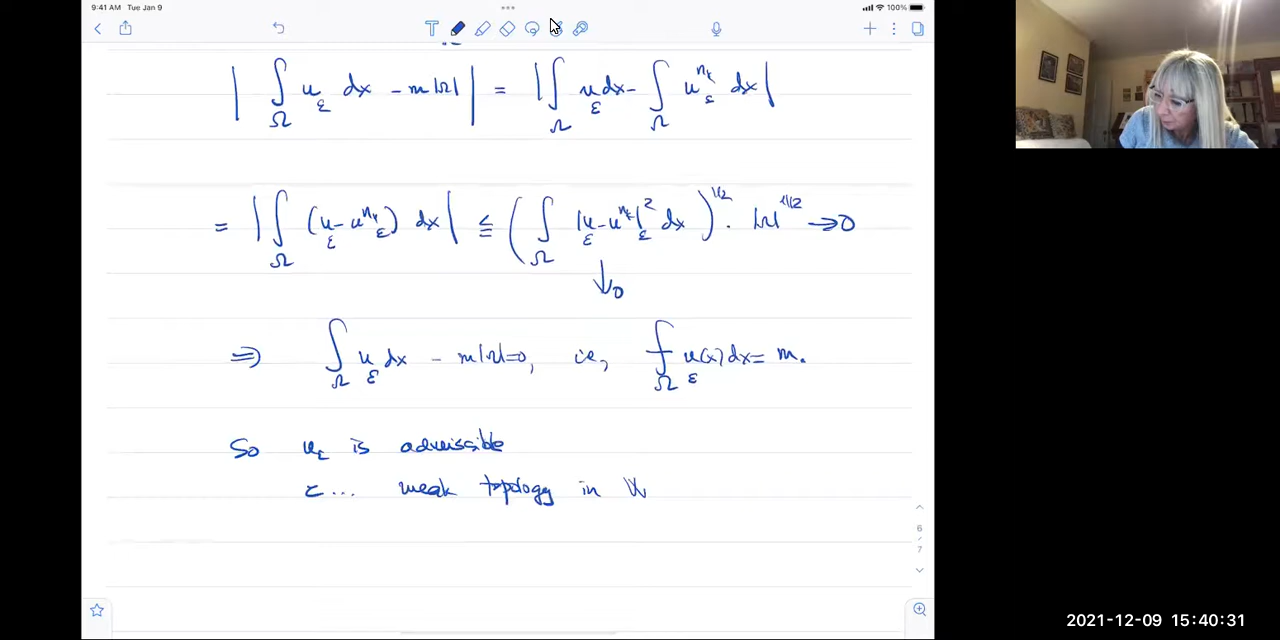 9:41 AM Tue Jan 9
100%
| ∫_Ω u_ε dx - m|Ω| | = | ∫_Ω u_ε dx - ∫_Ω u_ε^{n_k} dx |
= | ∫_Ω (u_ε - u_ε^{n_k}) dx | ≤ ( ∫_Ω |u_ε - u_ε^{n_k}|^2 dx )^{1/2} . |Ω|^{1/2} → 0
↓ 0
⇒ ∫_Ω u_ε dx - m|Ω| = 0, i.e, ⨍_Ω u_ε(x) dx = m.
So u_ε is admissible
τ ... weak topology in W
6
7
2021-12-09 15:40:31